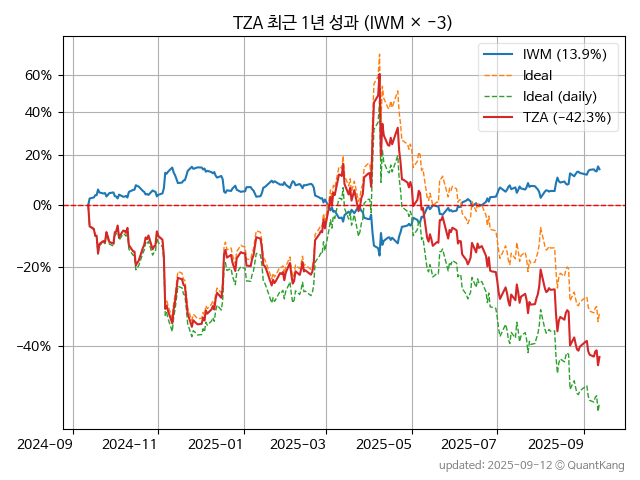 TZA 최근 1년 성과 (IWM × -3)
IWM (13.9%)
Ideal
Ideal (daily)
TZA (−42.3%)
60%
40%
20%
0%
−20%
−40%
2024-09
2024-11
2025-01
2025-03
2025-05
2025-07
2025-09
updated: 2025-09-12 © QuantKang